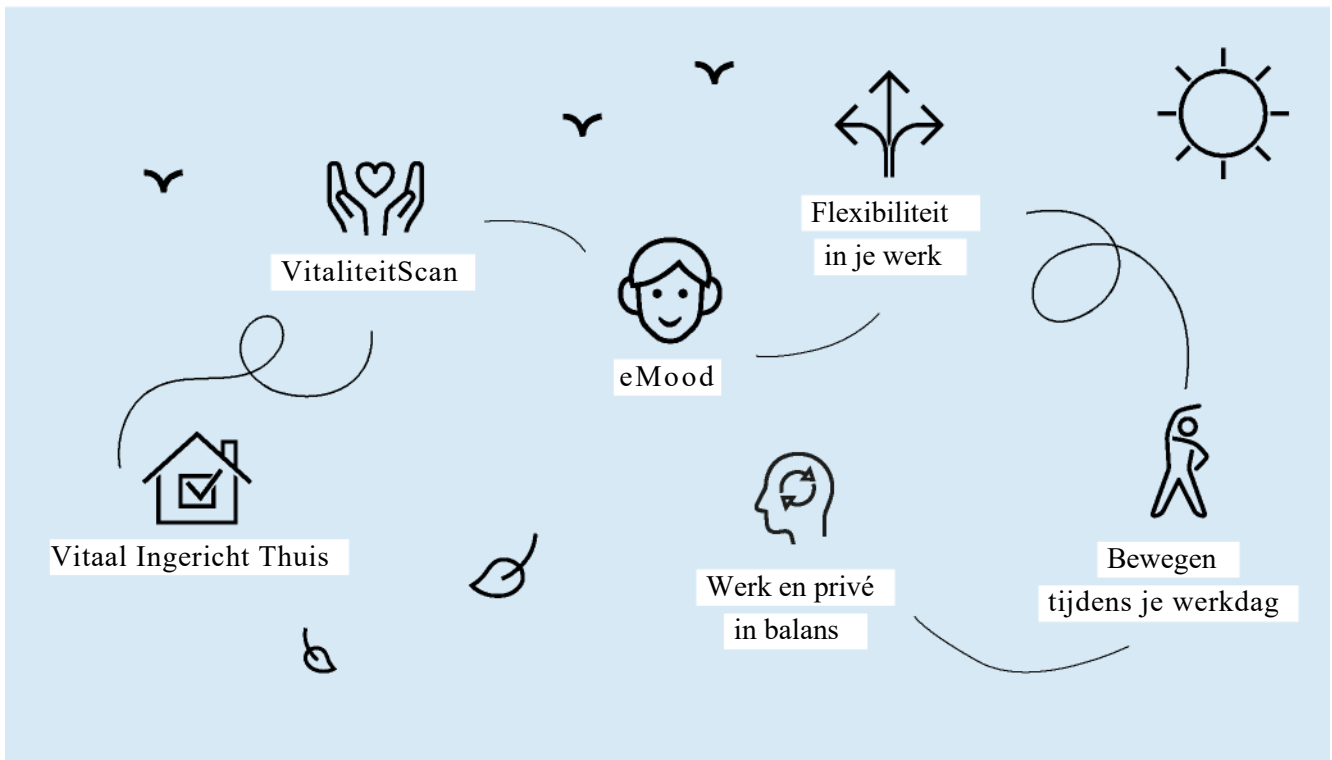 Flexibiliteit
in je werk
VitaliteitScan
eMood
Vitaal Ingericht Thuis
Werk en privé
in balans
Bewegen
tijdens je werkdag